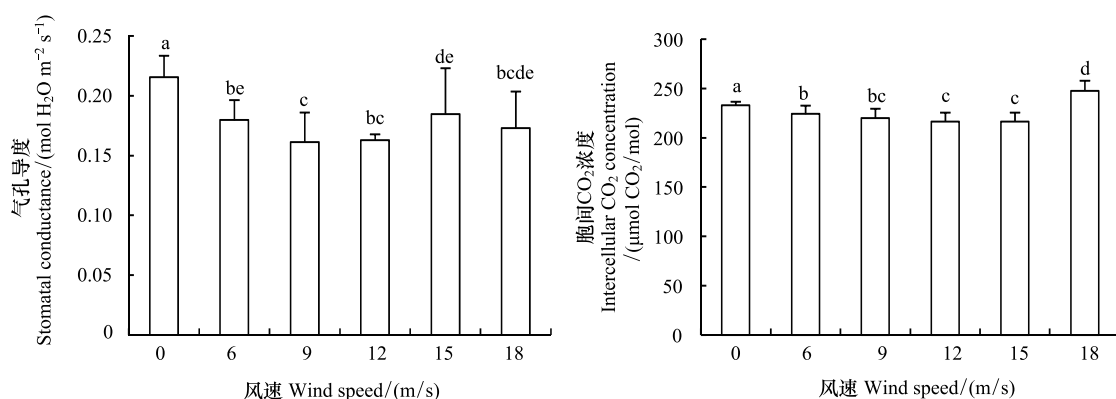 气孔导度
Stomatal conductance/(mol H₂O m⁻² s⁻¹)
0.25
0.20
0.15
0.10
0.05
0
a
be
c
bc
de
bcde
0 6 9 12 15 18
风速 Wind speed/(m/s)
胞间CO₂浓度
Intercellular CO₂ concentration
/(μmol CO₂/mol)
300
250
200
150
100
50
0
a
b
bc
c
c
d
0 6 9 12 15 18
风速 Wind speed/(m/s)